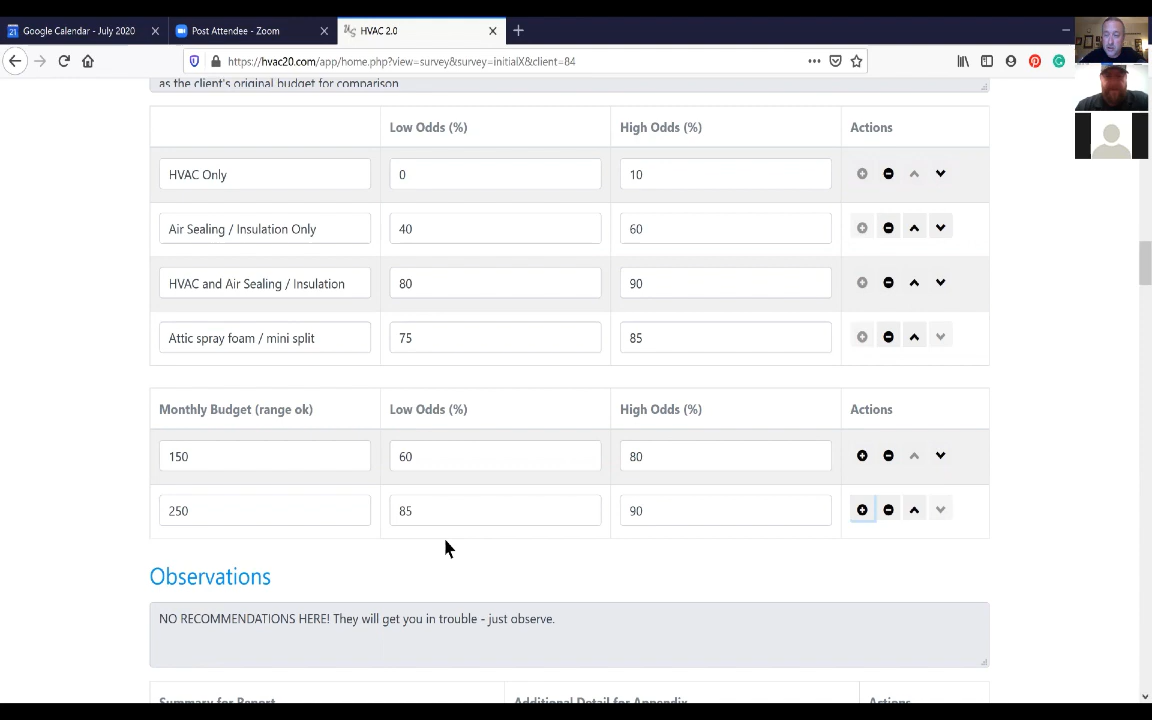 Google Calendar - July 2020
Post Attendee - Zoom
HVAC 2.0
https://hvac20.com/app/home.php?view=survey&survey=initialX&client=84
as the client's original budget for comparison
Low Odds (%) High Odds (%) Actions
HVAC Only 0 10
Air Sealing / Insulation Only 40 60
HVAC and Air Sealing / Insulation 80 90
Attic spray foam / mini split 75 85
Monthly Budget (range ok) Low Odds (%) High Odds (%) Actions
150 60 80
250 85 90
Observations
NO RECOMMENDATIONS HERE! They will get you in trouble - just observe.
Summary for Report Additional Detail for Appendix Actions